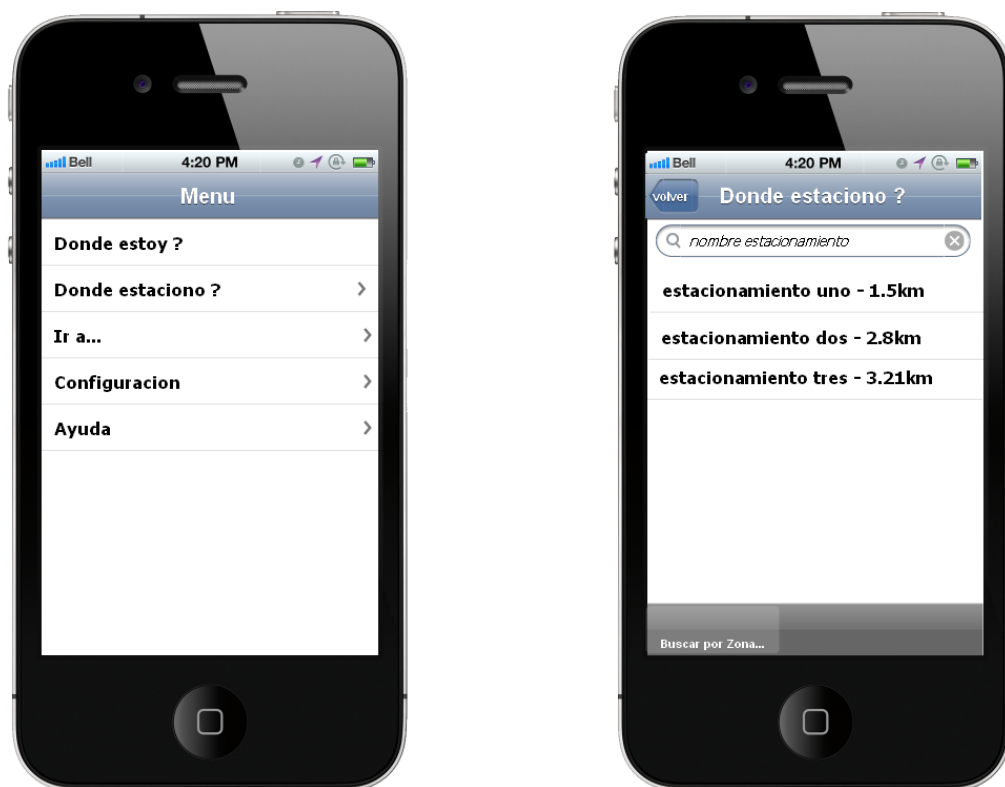 Bell 4:20 PM
Menu
Donde estoy ?
Donde estaciono ?
Ir a...
Configuracion
Ayuda
Bell 4:20 PM
volver Donde estaciono ?
nombre estacionamiento
estacionamiento uno - 1.5km
estacionamiento dos - 2.8km
estacionamiento tres - 3.21km
Buscar por Zona...